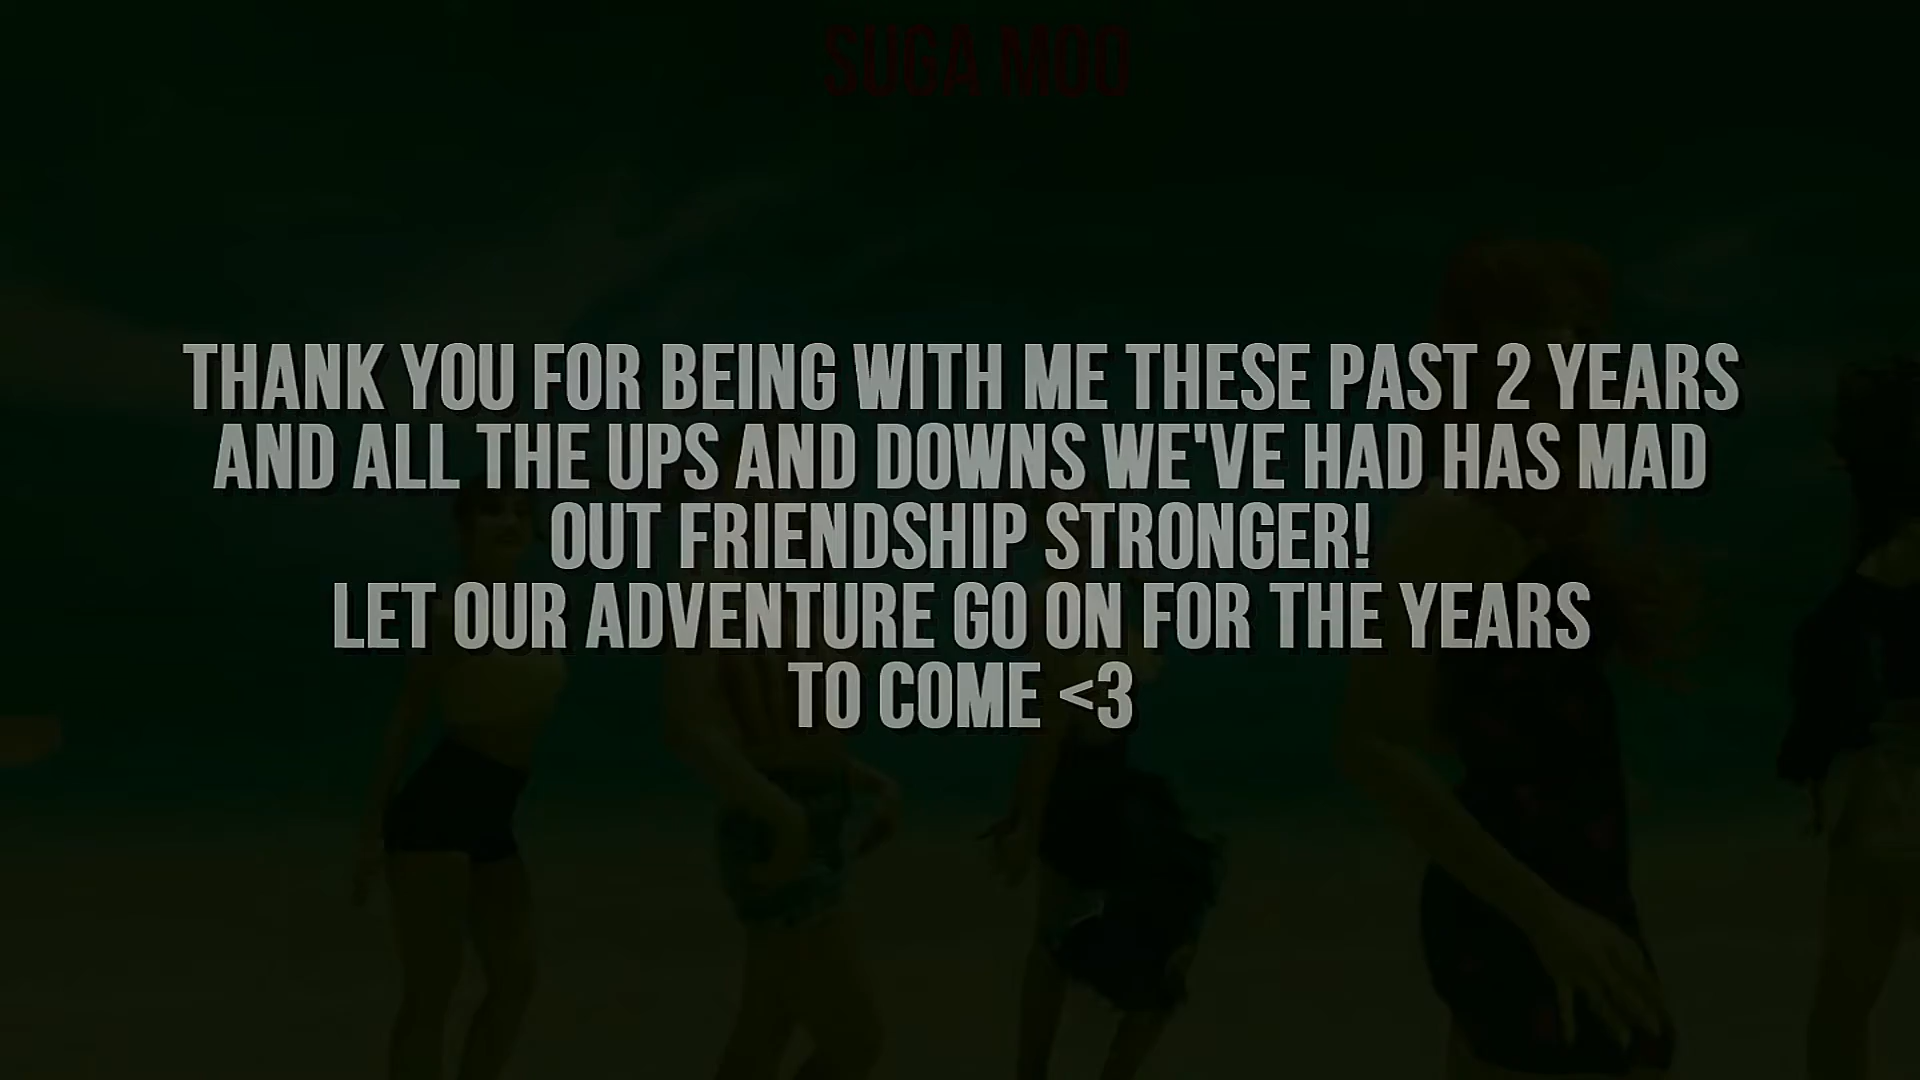 SUGA MOO
THANK YOU FOR BEING WITH ME THESE PAST 2 YEARS
AND ALL THE UPS AND DOWNS WE'VE HAD HAS MAD
OUT FRIENDSHIP STRONGER!
LET OUR ADVENTURE GO ON FOR THE YEARS
TO COME <3